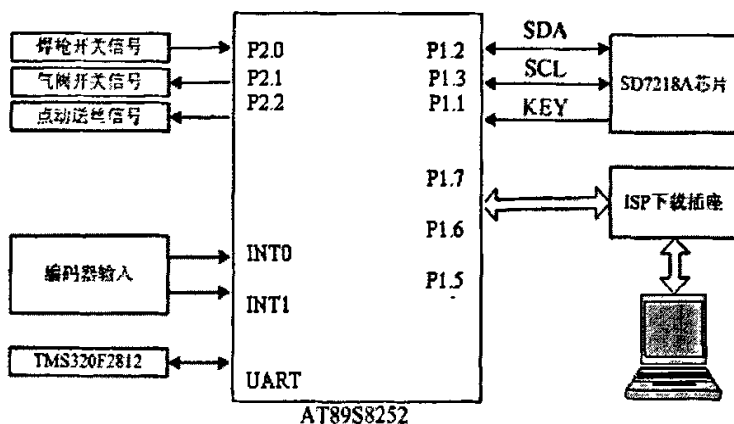 焊枪开关信号
气阀开关信号
点动送丝信号
编码器输入
TMS320F2812
P2.0
P2.1
P2.2
INT0
INT1
UART
P1.2
P1.3
P1.1
P1.7
P1.6
P1.5
AT89S8252
SDA
SCL
KEY
SD7218A芯片
ISP下载插座